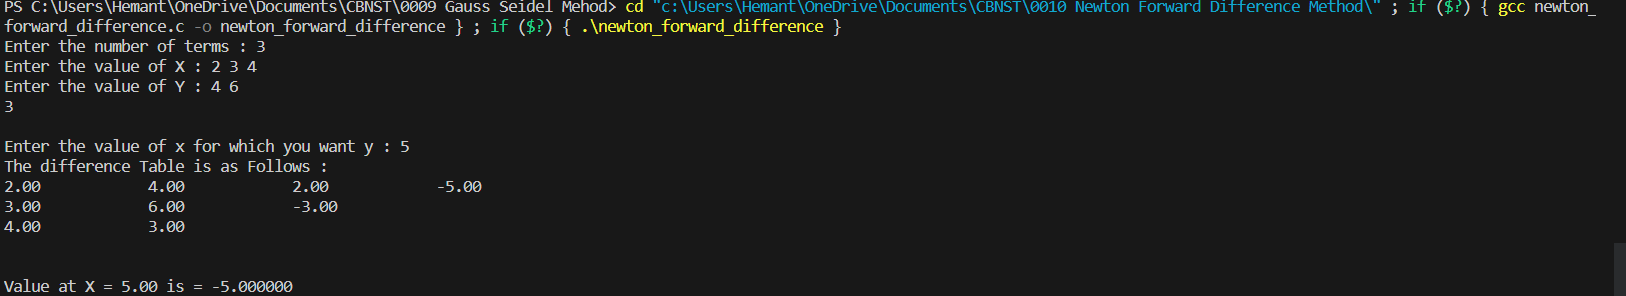 PS C:\Users\Hemant\OneDrive\Documents\CBNST\0009 Gauss Seidel Mehod> cd "c:\Users\Hemant\OneDrive\Documents\CBNST\0010 Newton Forward Difference Method\" ; if ($?) { gcc newton_
forward_difference.c -o newton_forward_difference } ; if ($?) { .\newton_forward_difference }
Enter the number of terms : 3
Enter the value of X : 2 3 4
Enter the value of Y : 4 6
3
Enter the value of x for which you want y : 5
The difference Table is as Follows :
2.00 4.00 2.00 -5.00
3.00 6.00 -3.00
4.00 3.00
Value at X = 5.00 is = -5.000000